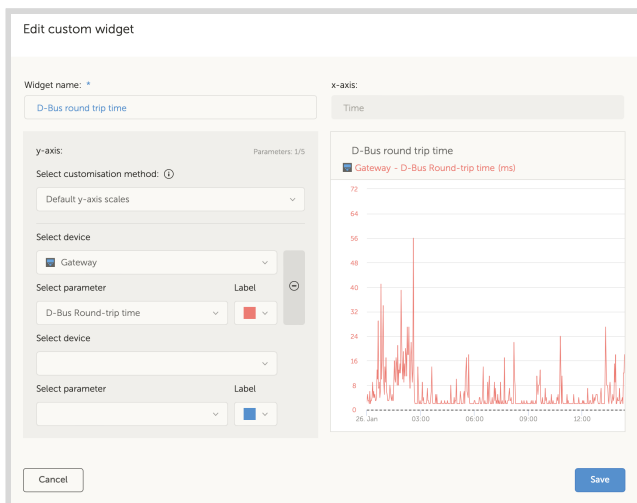 Edit custom widget
Widget name: *
D-Bus round trip time
x-axis:
Time
y-axis:
Parameters: 1/5
Select customisation method:
Default y-axis scales
Select device
Gateway
Select parameter
Label
D-Bus Round-trip time
Select device
Select parameter
Label
D-Bus round trip time
Gateway - D-Bus Round-trip time (ms)
72
64
56
48
40
32
24
16
8
0
26. Jan
03:00
06:00
09:00
12:00
Cancel
Save